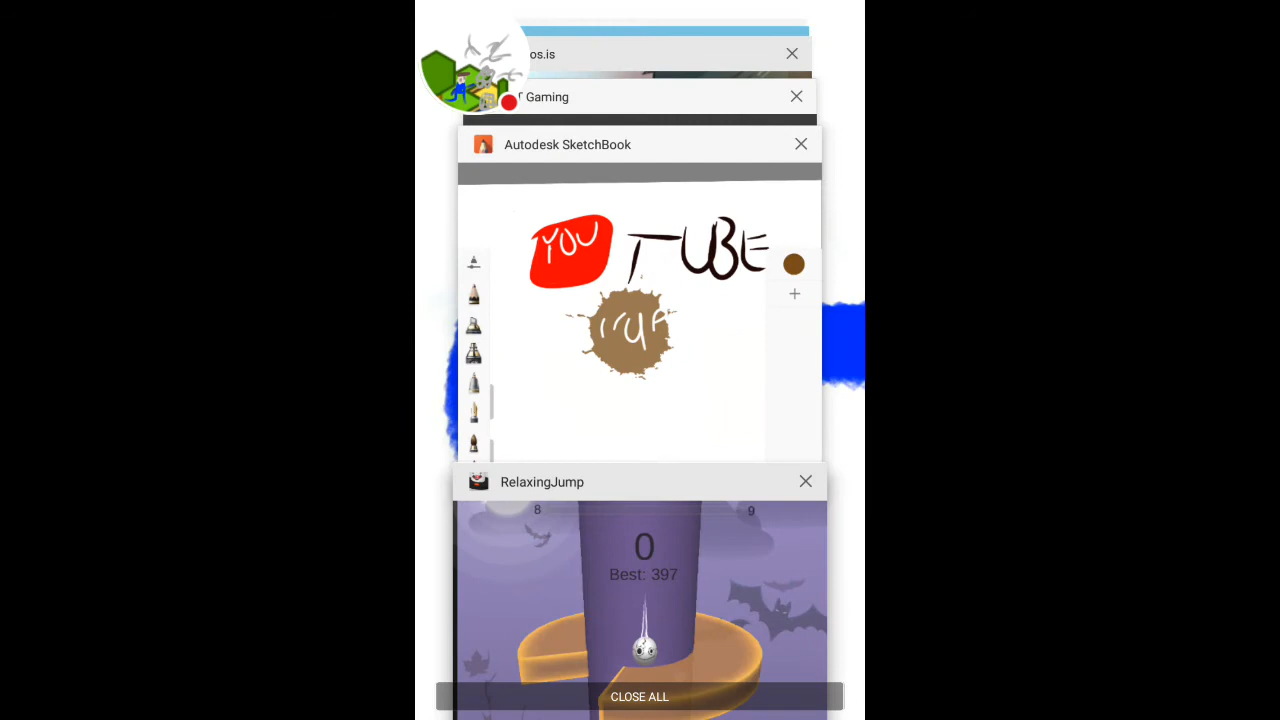 os.is
Gaming
Autodesk SketchBook
YOU TUBE
RelaxingJump
8 9
0
Best: 397
CLOSE ALL